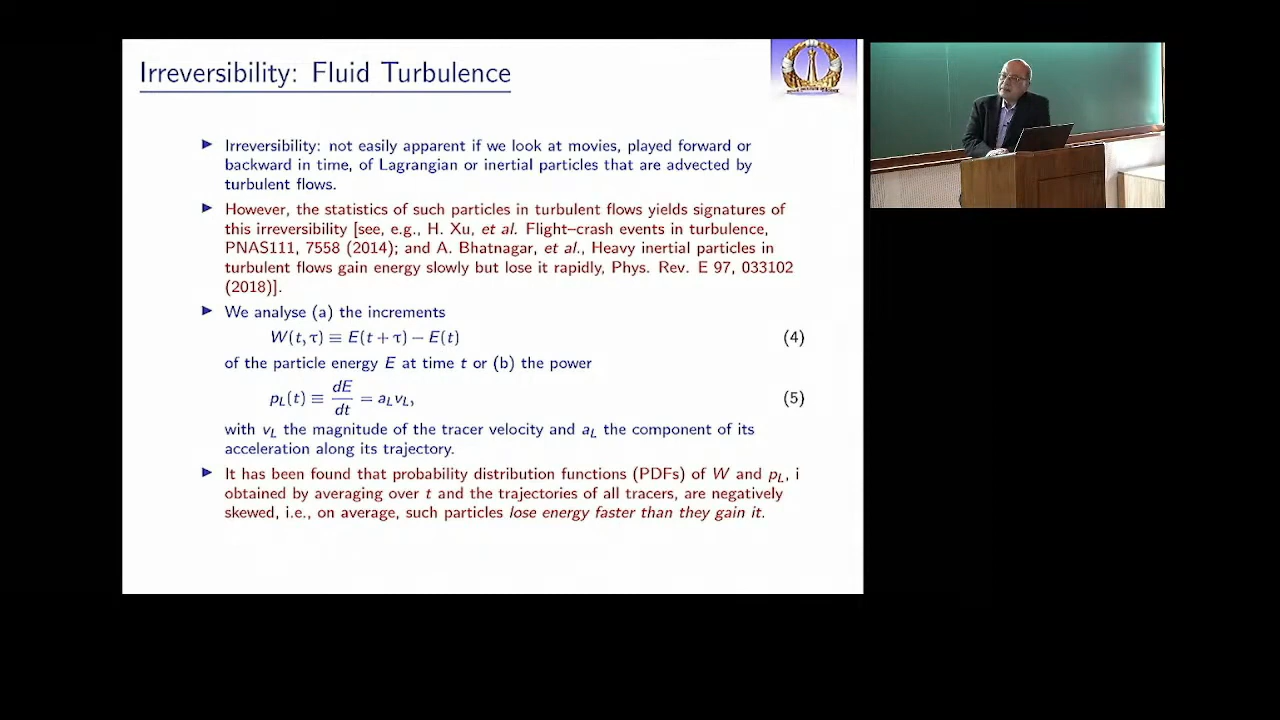 Irreversibility: Fluid Turbulence
▶ Irreversibility: not easily apparent if we look at movies, played forward or
backward in time, of Lagrangian or inertial particles that are advected by
turbulent flows.
▶ However, the statistics of such particles in turbulent flows yields signatures of
this irreversibility [see, e.g., H. Xu, et al. Flight–crash events in turbulence,
PNAS111, 7558 (2014); and A. Bhatnagar, et al., Heavy inertial particles in
turbulent flows gain energy slowly but lose it rapidly, Phys. Rev. E 97, 033102
(2018)].
▶ We analyse (a) the increments
W(t, τ) ≡ E(t + τ) − E(t) (4)
of the particle energy E at time t or (b) the power
p_L(t) ≡ dE/dt = a_L v_L, (5)
with v_L the magnitude of the tracer velocity and a_L the component of its
acceleration along its trajectory.
▶ It has been found that probability distribution functions (PDFs) of W and p_L, i
obtained by averaging over t and the trajectories of all tracers, are negatively
skewed, i.e., on average, such particles lose energy faster than they gain it.